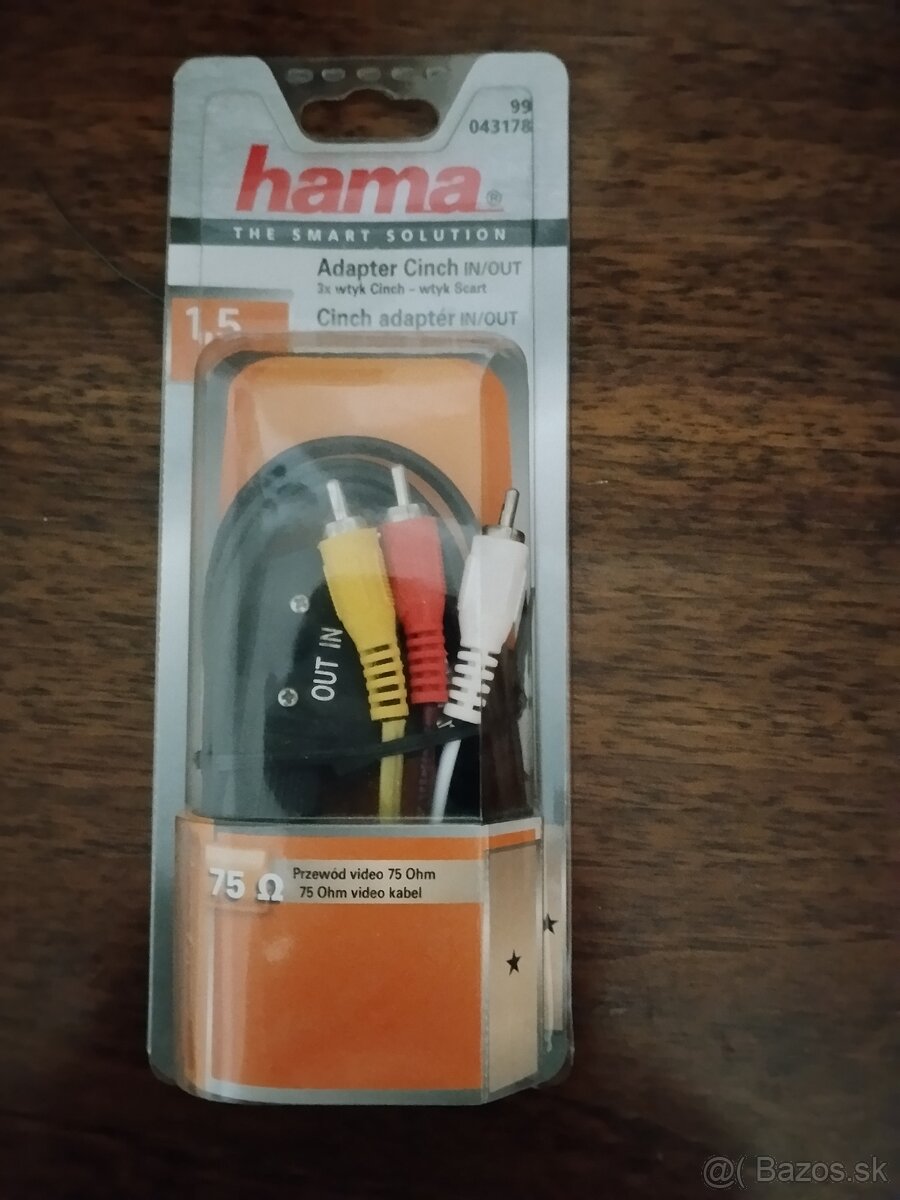 99
043178
hama®
THE SMART SOLUTION
Adapter Cinch IN/OUT
3x wtyk Cinch - wtyk Scart
1,5
Cinch adaptér IN/OUT
OUT IN
75 Ω
Przewód video 75 Ohm
75 Ohm video kabel
@( Bazos.sk